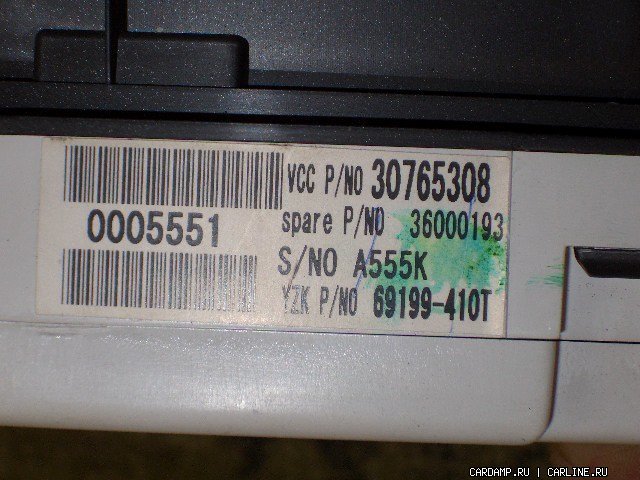 VCC P/NO 30765308
0005551
spare P/NO 36000193
S/NO A555K
YZK P/NO 69199-410T
CARDAMP.RU | CARLINE.RU